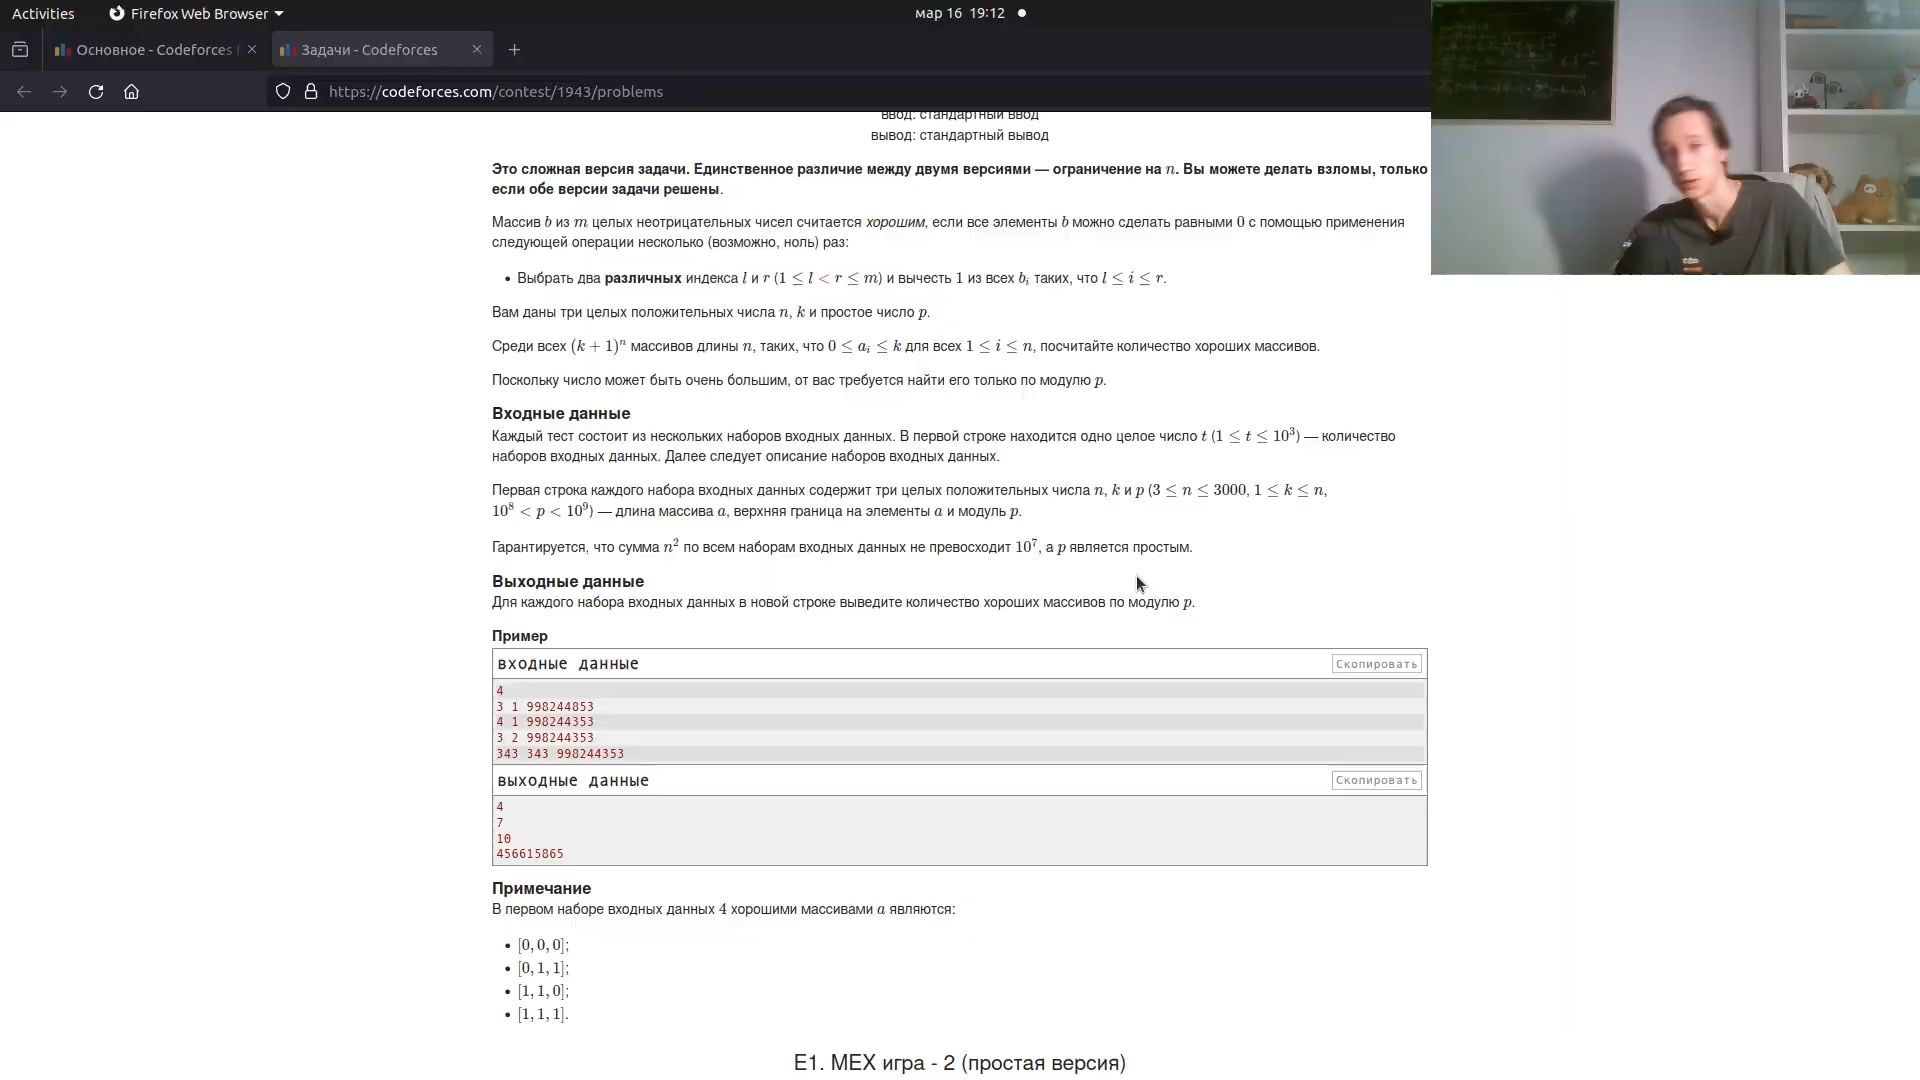 Activities
Firefox Web Browser
мар 16 19:12
Основное - Codeforces
Задачи - Codeforces
https://codeforces.com/contest/1943/problems
ввод: стандартный ввод
вывод: стандартный вывод
Это сложная версия задачи. Единственное различие между двумя версиями — ограничение на n. Вы можете делать взломы, только
если обе версии задачи решены.
Массив b из m целых неотрицательных чисел считается хорошим, если все элементы b можно сделать равными 0 с помощью применения
следующей операции несколько (возможно, ноль) раз:
• Выбрать два различных индекса l и r (1 ≤ l < r ≤ m) и вычесть 1 из всех b_i таких, что l ≤ i ≤ r.
Вам даны три целых положительных числа n, k и простое число p.
Среди всех (k + 1)^n массивов длины n, таких, что 0 ≤ a_i ≤ k для всех 1 ≤ i ≤ n, посчитайте количество хороших массивов.
Поскольку число может быть очень большим, от вас требуется найти его только по модулю p.
Входные данные
Каждый тест состоит из нескольких наборов входных данных. В первой строке находится одно целое число t (1 ≤ t ≤ 10^3) — количество
наборов входных данных. Далее следует описание наборов входных данных.
Первая строка каждого набора входных данных содержит три целых положительных числа n, k и p (3 ≤ n ≤ 3000, 1 ≤ k ≤ n,
10^8 < p < 10^9) — длина массива a, верхняя граница на элементы a и модуль p.
Гарантируется, что сумма n^2 по всем наборам входных данных не превосходит 10^7, а p является простым.
Выходные данные
Для каждого набора входных данных в новой строке выведите количество хороших массивов по модулю p.
Пример
входные данные
Скопировать
4
3 1 998244853
4 1 998244353
3 2 998244353
343 343 998244353
выходные данные
Скопировать
4
7
10
456615865
Примечание
В первом наборе входных данных 4 хорошими массивами a являются:
• [0, 0, 0];
• [0, 1, 1];
• [1, 1, 0];
• [1, 1, 1].
E1. MEX игра - 2 (простая версия)